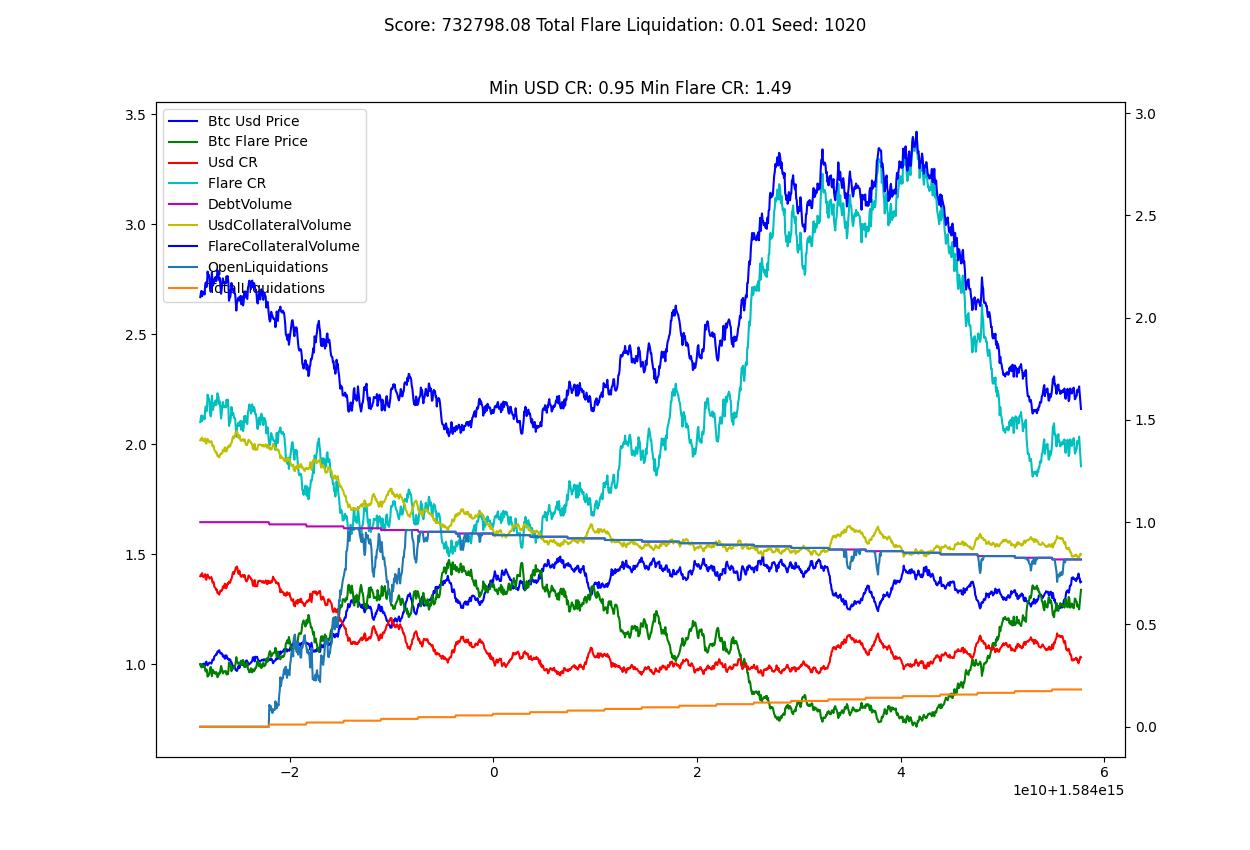 Score: 732798.08 Total Flare Liquidation: 0.01 Seed: 1020
Min USD CR: 0.95 Min Flare CR: 1.49
Btc Usd Price
Btc Flare Price
Usd CR
Flare CR
DebtVolume
UsdCollateralVolume
FlareCollateralVolume
OpenLiquidations
TotalLiquidations
3.5
3.0
2.5
2.0
1.5
1.0
3.0
2.5
2.0
1.5
1.0
0.5
0.0
−2
0
2
4
6
1e10+1.584e15